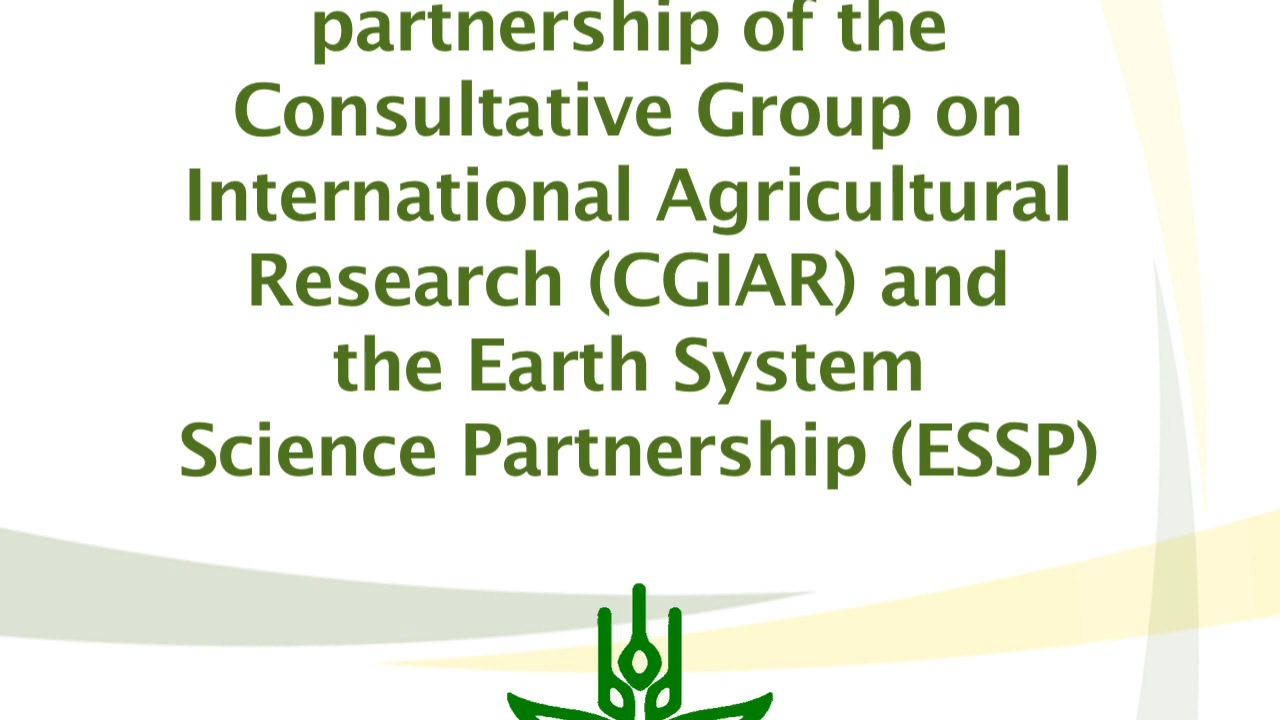 partnership of the
Consultative Group on
International Agricultural
Research (CGIAR) and
the Earth System
Science Partnership (ESSP)